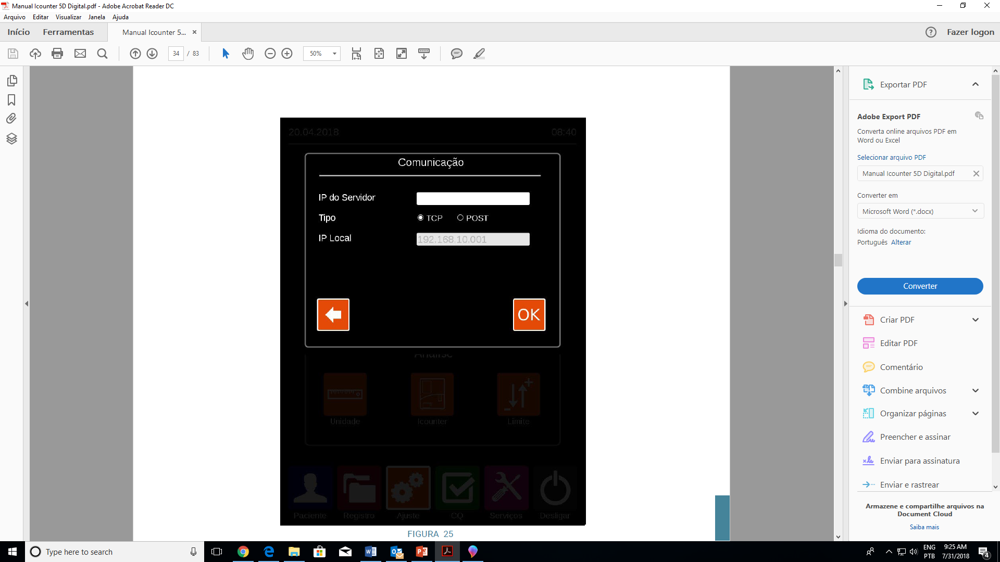 Manual Icounter 5D Digital.pdf - Adobe Acrobat Reader DC
Arquivo Editar Visualizar Janela Ajuda
Início Ferramentas Manual Icounter 5... Fazer logon
34 / 83 50%
20.04.2018 08:40
Comunicação
IP do Servidor
Tipo TCP POST
IP Local 192.168.10.001
OK
Análise
Unidade Icounter Limite
Paciente Registro Ajuste CQ Serviços Desligar
FIGURA 25
Exportar PDF
Adobe Export PDF
Converta online arquivos PDF em
Word ou Excel
Selecionar arquivo PDF
Manual Icounter 5D Digital.pdf
Converter em
Microsoft Word (*.docx)
Idioma do documento:
Português Alterar
Converter
Criar PDF
Editar PDF
Comentário
Combine arquivos
Organizar páginas
Preencher e assinar
Enviar para assinatura
Enviar e rastrear
Armazene e compartilhe arquivos na
Document Cloud
Saiba mais
Type here to search
ENG 9:25 AM
PTB 7/31/2018 4